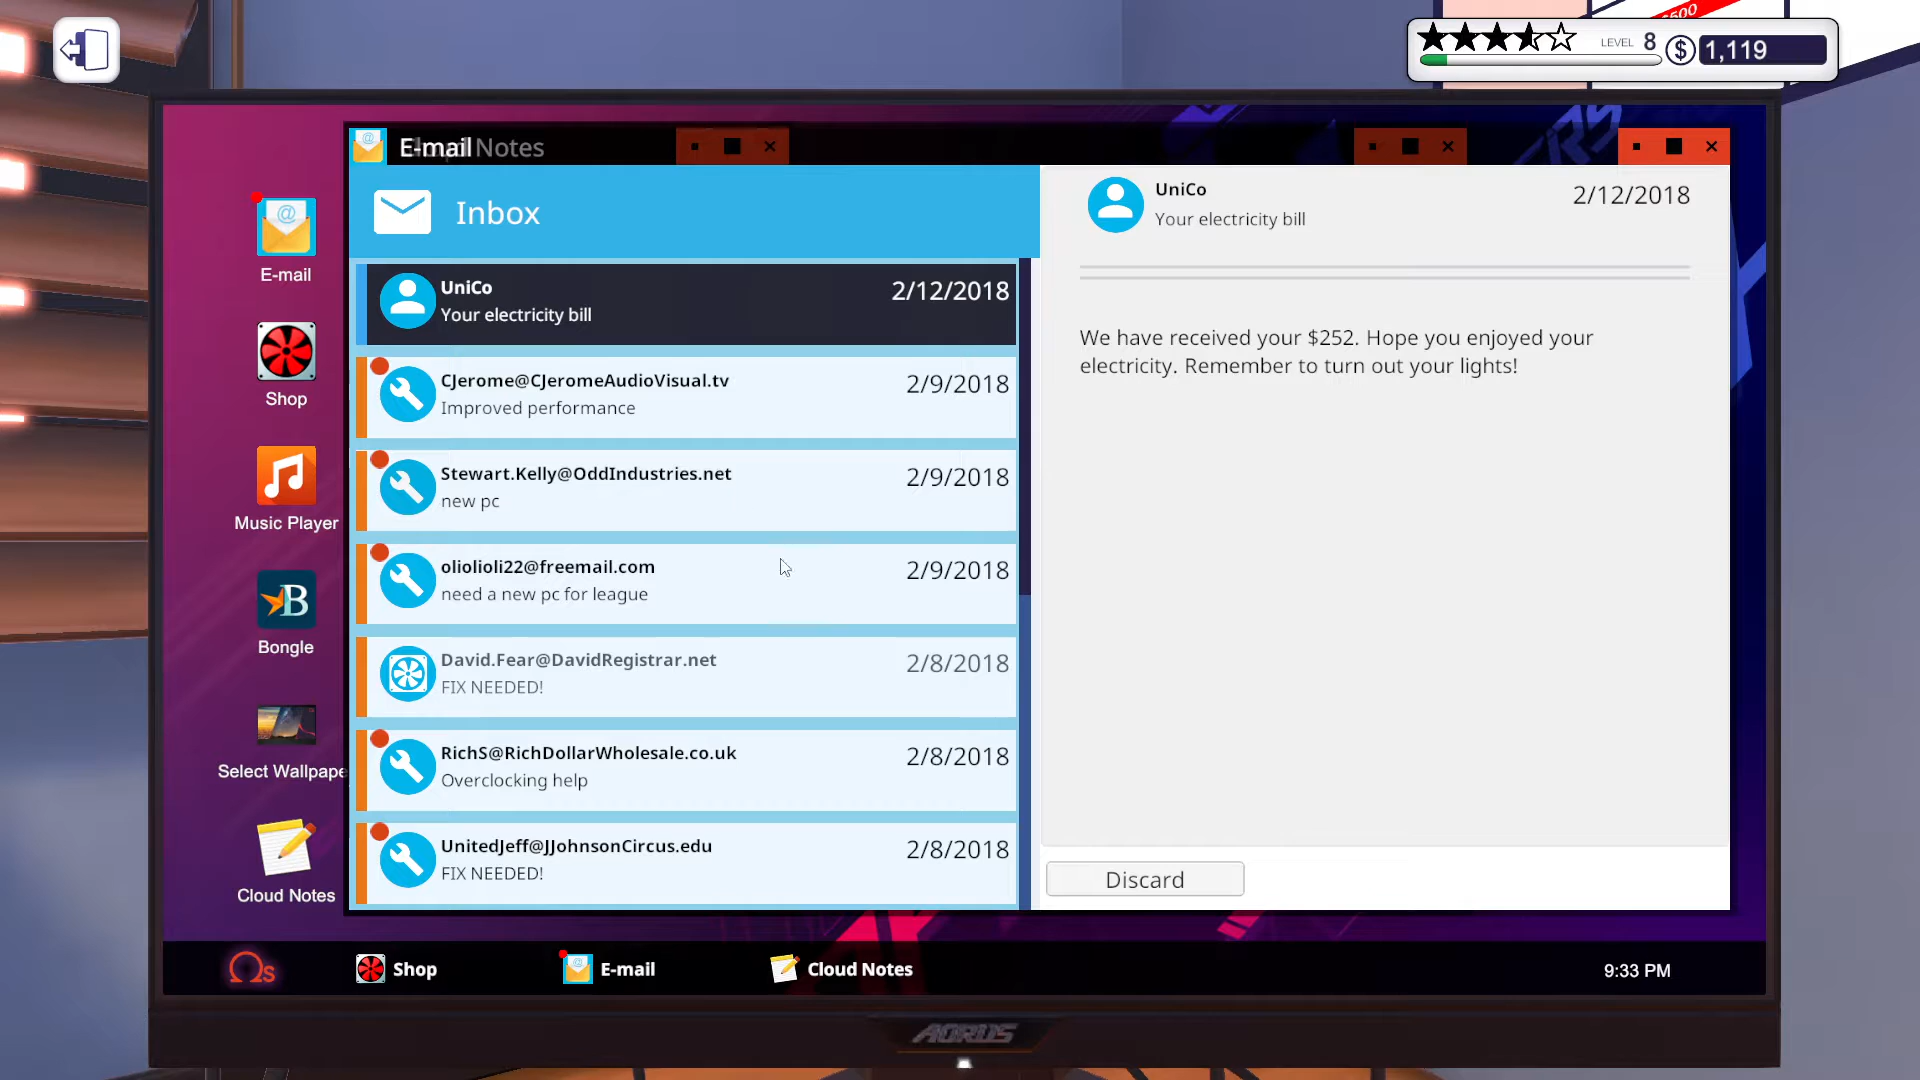 $500
LEVEL 8
1,119
E-mail
Notes
Inbox
UniCo
Your electricity bill
2/12/2018
CJerome@CJeromeAudioVisual.tv
Improved performance
2/9/2018
Stewart.Kelly@OddIndustries.net
new pc
2/9/2018
oliolioli22@freemail.com
need a new pc for league
2/9/2018
David.Fear@DavidRegistrar.net
FIX NEEDED!
2/8/2018
RichS@RichDollarWholesale.co.uk
Overclocking help
2/8/2018
UnitedJeff@JJohnsonCircus.edu
FIX NEEDED!
2/8/2018
UniCo
Your electricity bill
2/12/2018
We have received your $252. Hope you enjoyed your
electricity. Remember to turn out your lights!
Discard
E-mail
Shop
Music Player
B
Bongle
Select Wallpape
Cloud Notes
Ωs
Shop
E-mail
Cloud Notes
9:33 PM
AORUS